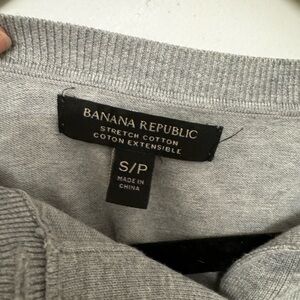 BANANA REPUBLIC
STRETCH COTTON
COTON EXTENSIBLE
S/P
MADE IN
CHINA